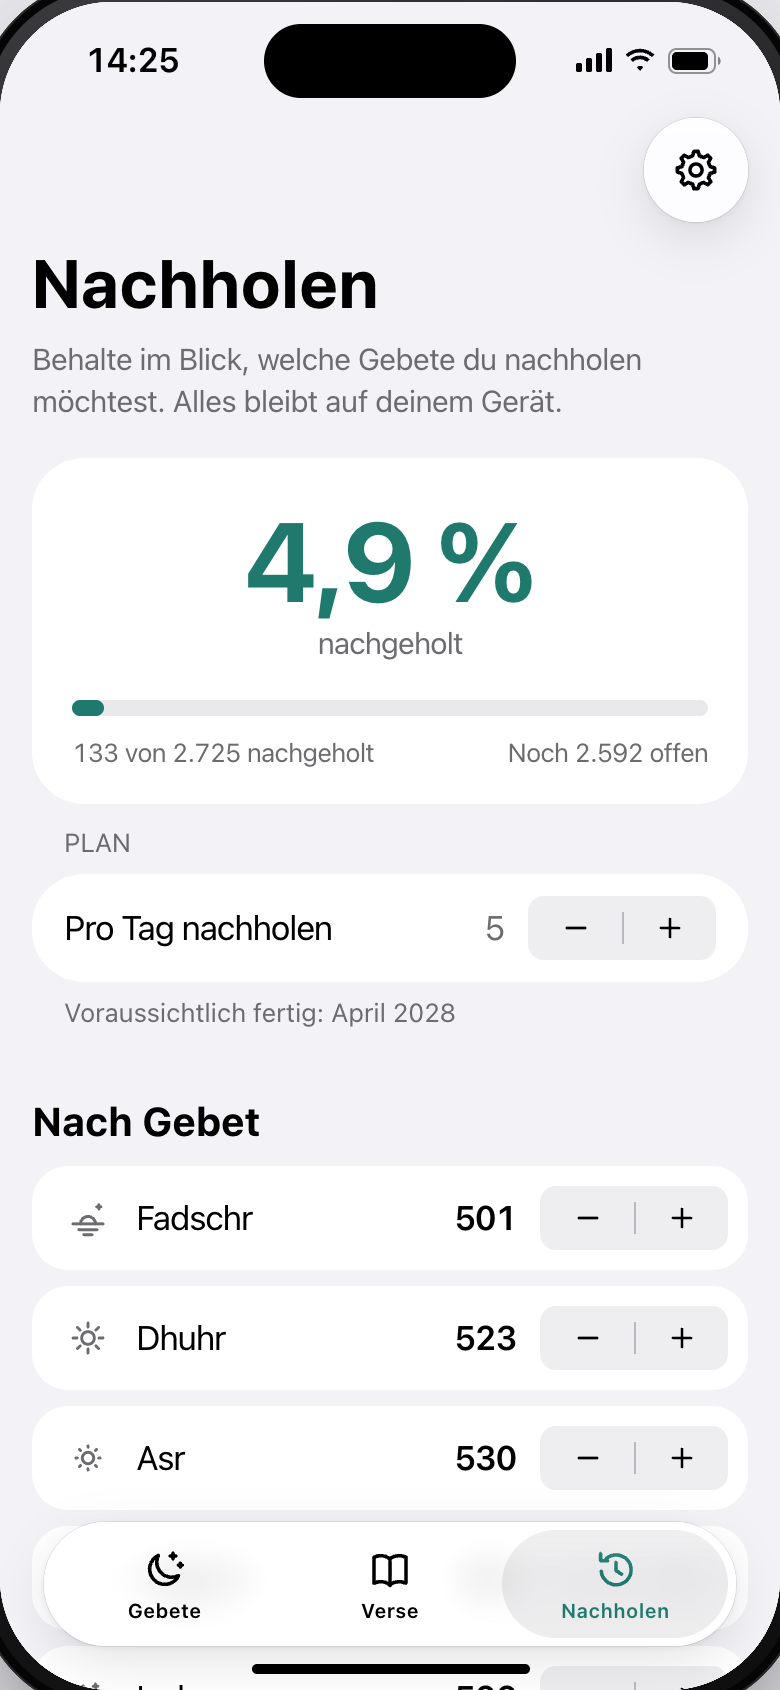 14:25
Nachholen
Behalte im Blick, welche Gebete du nachholen
möchtest. Alles bleibt auf deinem Gerät.
4,9 %
nachgeholt
133 von 2.725 nachgeholt Noch 2.592 offen
PLAN
Pro Tag nachholen 5 − +
Voraussichtlich fertig: April 2028
Nach Gebet
Fadschr 501 − +
Dhuhr 523 − +
Asr 530 − +
Gebete Verse Nachholen